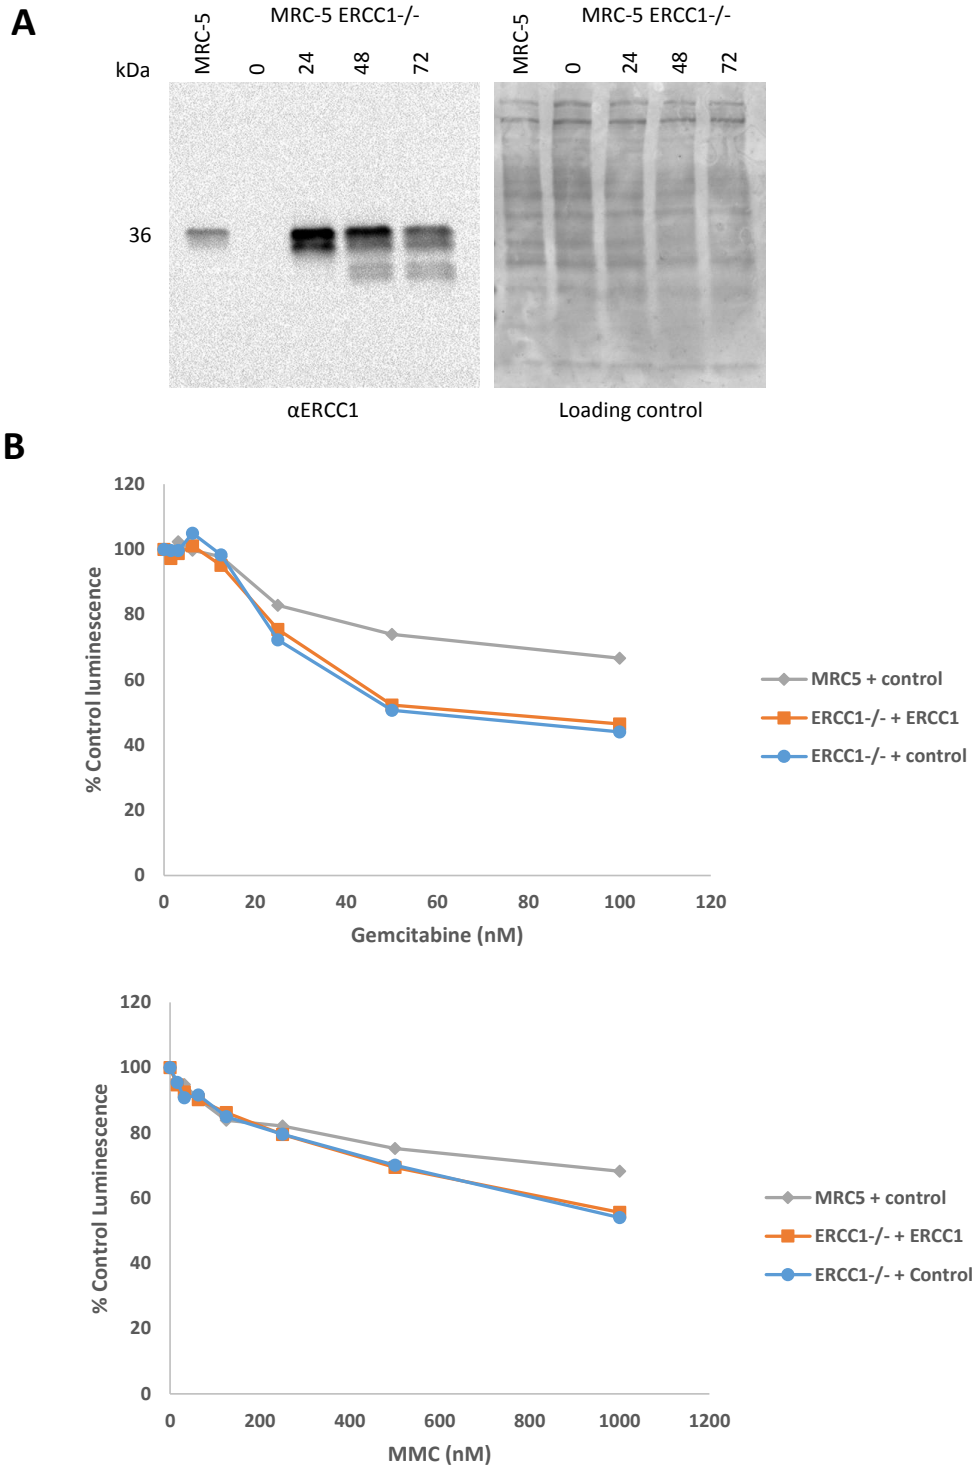 A
MRC-5 ERCC1-/-
MRC-5 ERCC1-/-
kDa
MRC-5
0
24
48
72
MRC-5
0
24
48
72
36
αERCC1
Loading control
B
120
100
80
60
40
20
0
% Control luminescence
0 20 40 60 80 100 120
Gemcitabine (nM)
MRC5 + control
ERCC1-/- + ERCC1
ERCC1-/- + control
120
100
80
60
40
20
0
% Control Luminescence
0 200 400 600 800 1000 1200
MMC (nM)
MRC5 + control
ERCC1-/- + ERCC1
ERCC1-/- + Control